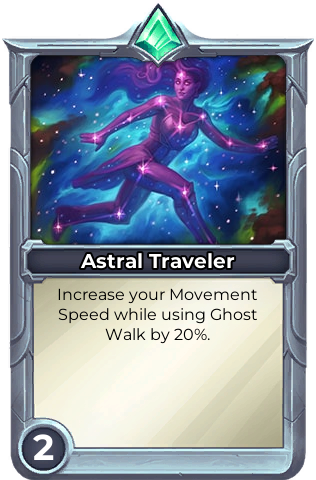 Astral Traveler
Increase your Movement
Speed while using Ghost
Walk by 20%.
2